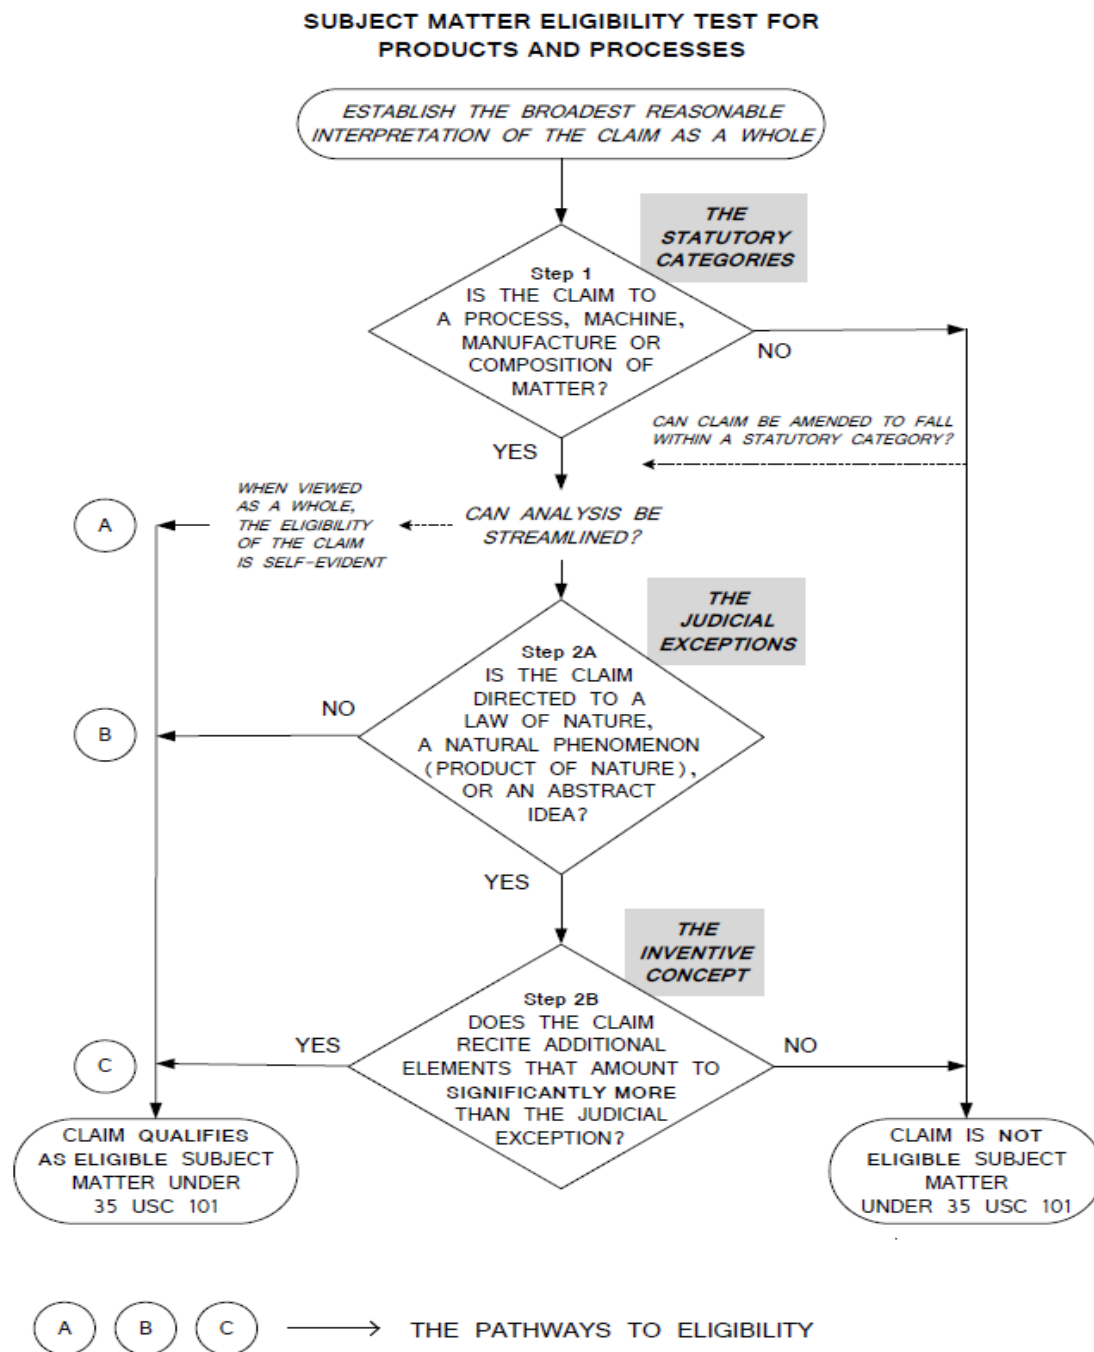 SUBJECT MATTER ELIGIBILITY TEST FOR
PRODUCTS AND PROCESSES
ESTABLISH THE BROADEST REASONABLE
INTERPRETATION OF THE CLAIM AS A WHOLE
THE
STATUTORY
CATEGORIES
Step 1
IS THE CLAIM TO
A PROCESS, MACHINE,
MANUFACTURE OR
COMPOSITION OF
MATTER?
NO
YES
CAN CLAIM BE AMENDED TO FALL
WITHIN A STATUTORY CATEGORY?
A
WHEN VIEWED
AS A WHOLE,
THE ELIGIBILITY
OF THE CLAIM
IS SELF-EVIDENT
CAN ANALYSIS BE
STREAMLINED?
THE
JUDICIAL
EXCEPTIONS
Step 2A
IS THE CLAIM
DIRECTED TO A
LAW OF NATURE,
A NATURAL PHENOMENON
(PRODUCT OF NATURE),
OR AN ABSTRACT
IDEA?
NO
B
YES
THE
INVENTIVE
CONCEPT
Step 2B
DOES THE CLAIM
RECITE ADDITIONAL
ELEMENTS THAT AMOUNT TO
SIGNIFICANTLY MORE
THAN THE JUDICIAL
EXCEPTION?
YES
NO
C
CLAIM QUALIFIES
AS ELIGIBLE SUBJECT
MATTER UNDER
35 USC 101
CLAIM IS NOT
ELIGIBLE SUBJECT
MATTER
UNDER 35 USC 101
A B C THE PATHWAYS TO ELIGIBILITY